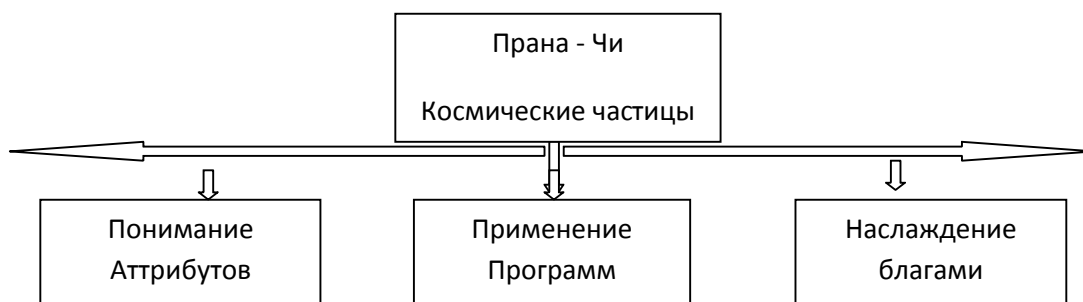 Прана - Чи
Космические частицы
Понимание
Аттрибутов
Применение
Программ
Наслаждение
благами